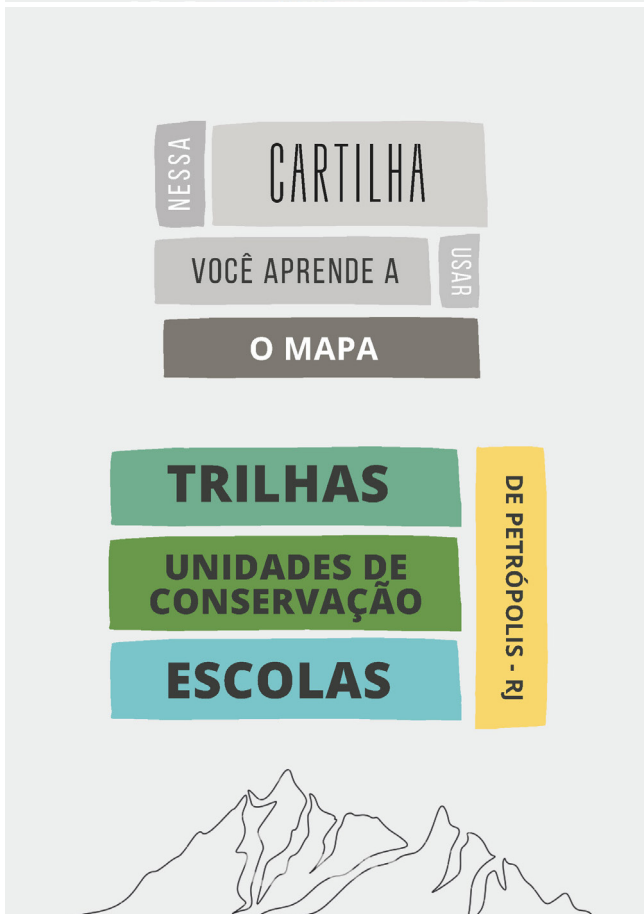 NESSA
CARTILHA
VOCÊ APRENDE A
USAR
O MAPA
TRILHAS
UNIDADES DE
CONSERVAÇÃO
ESCOLAS
DE PETRÓPOLIS - RJ